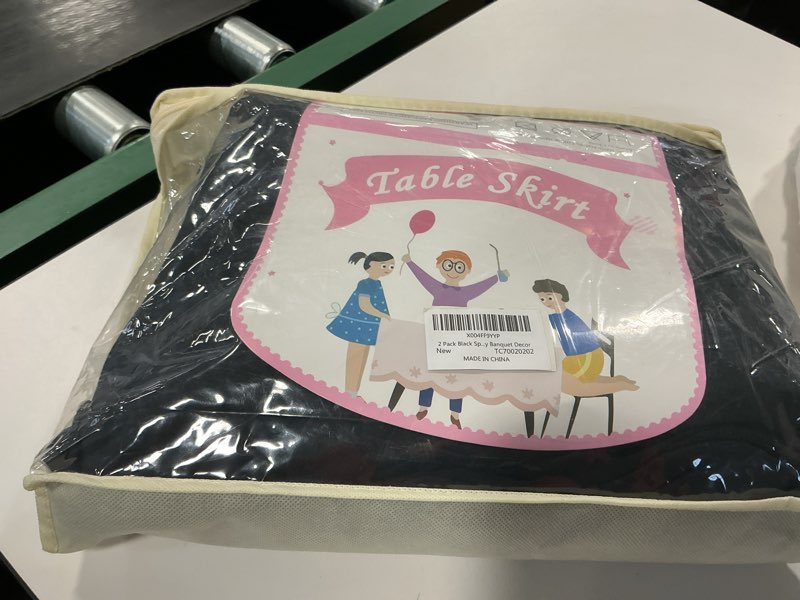 Table Skirt
X004FF9YYP
2 Pack Black Sp...y Banquet Decor
New TC70020202
MADE IN CHINA